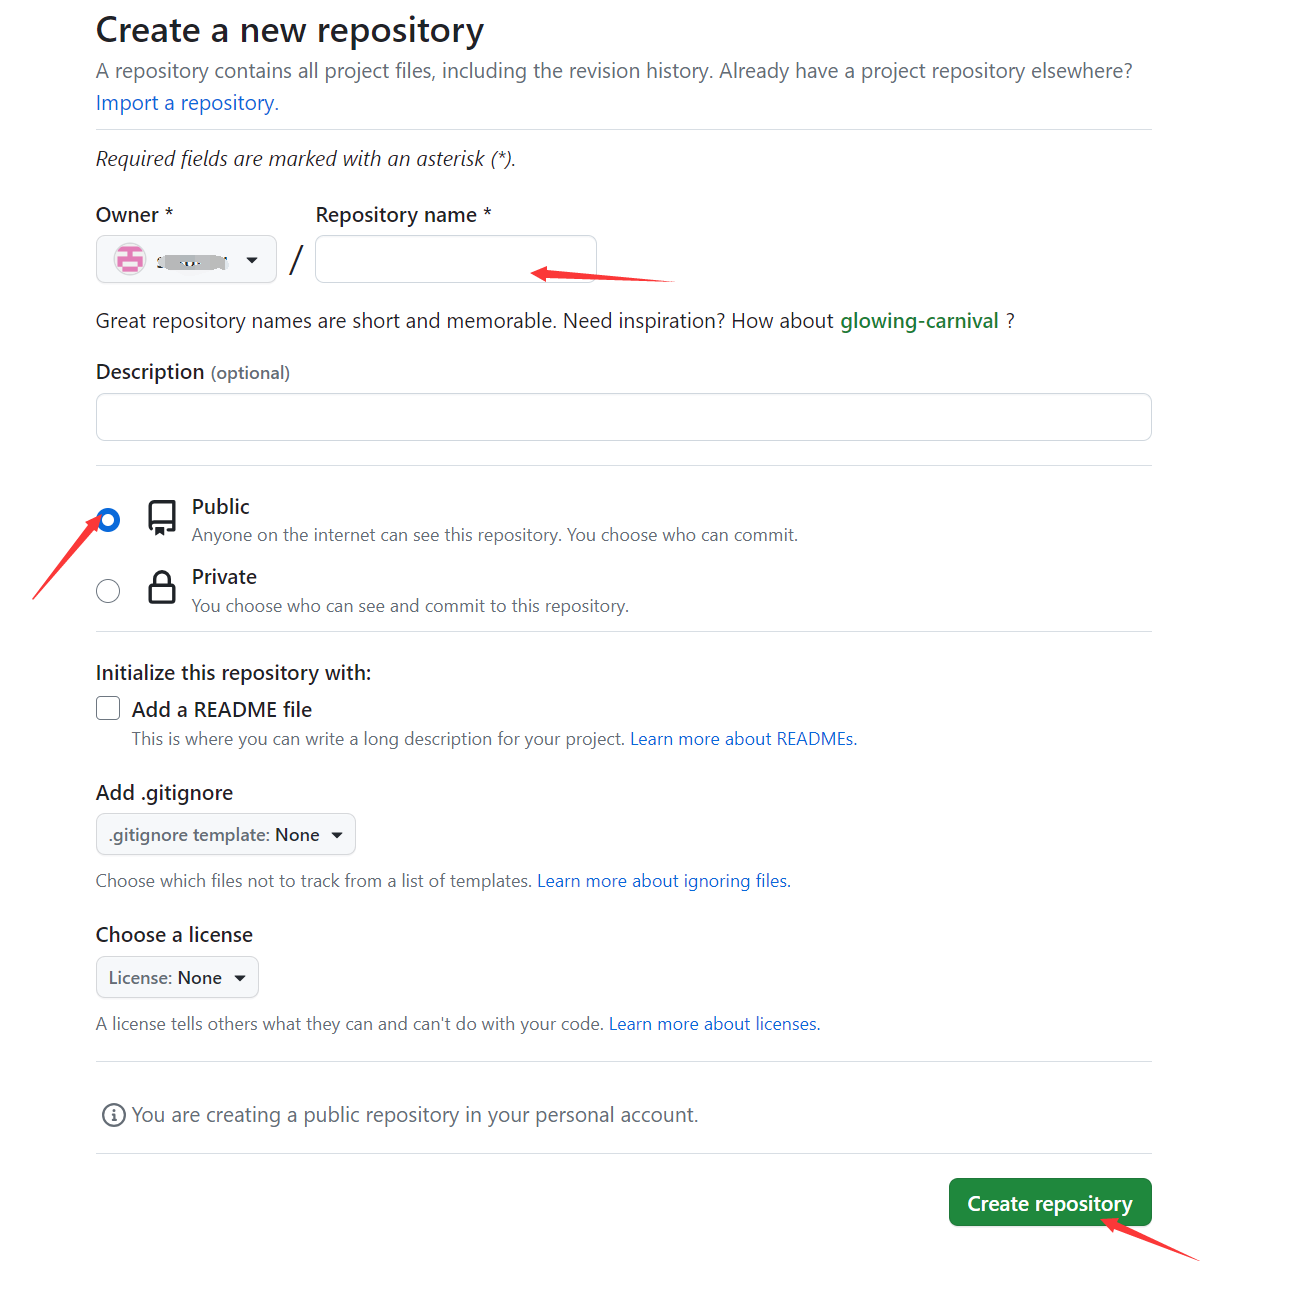 Create a new repository
A repository contains all project files, including the revision history. Already have a project repository elsewhere?
Import a repository.
Required fields are marked with an asterisk (*).
Owner *
Repository name *
/
Great repository names are short and memorable. Need inspiration? How about glowing-carnival ?
Description (optional)
Public
Anyone on the internet can see this repository. You choose who can commit.
Private
You choose who can see and commit to this repository.
Initialize this repository with:
Add a README file
This is where you can write a long description for your project. Learn more about READMEs.
Add .gitignore
.gitignore template: None
Choose which files not to track from a list of templates. Learn more about ignoring files.
Choose a license
License: None
A license tells others what they can and can't do with your code. Learn more about licenses.
You are creating a public repository in your personal account.
Create repository